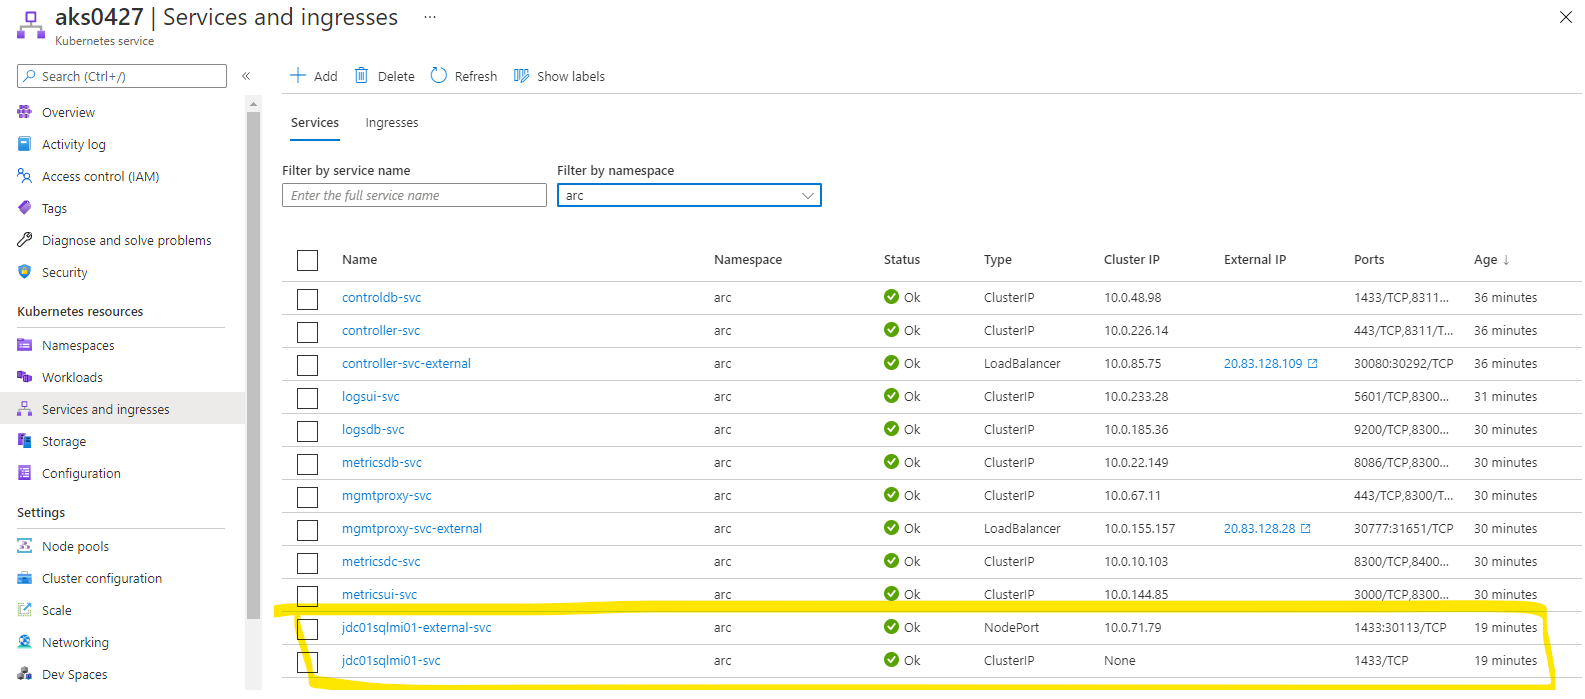 aks0427 | Services and ingresses ...
Kubernetes service
Search (Ctrl+/)
«
Overview
Activity log
Access control (IAM)
Tags
Diagnose and solve problems
Security
Kubernetes resources
Namespaces
Workloads
Services and ingresses
Storage
Configuration
Settings
Node pools
Cluster configuration
Scale
Networking
Dev Spaces
Add Delete Refresh Show labels
Services Ingresses
Filter by service name Filter by namespace
Enter the full service name arc
Name Namespace Status Type Cluster IP External IP Ports Age ↓
controldb-svc arc Ok ClusterIP 10.0.48.98 1433/TCP,8311... 36 minutes
controller-svc arc Ok ClusterIP 10.0.226.14 443/TCP,8311/T... 36 minutes
controller-svc-external arc Ok LoadBalancer 10.0.85.75 20.83.128.109 30080:30292/TCP 36 minutes
logsui-svc arc Ok ClusterIP 10.0.233.28 5601/TCP,8300... 31 minutes
logsdb-svc arc Ok ClusterIP 10.0.185.36 9200/TCP,8300... 30 minutes
metricsdb-svc arc Ok ClusterIP 10.0.22.149 8086/TCP,8300... 30 minutes
mgmtproxy-svc arc Ok ClusterIP 10.0.67.11 443/TCP,8300/T... 30 minutes
mgmtproxy-svc-external arc Ok LoadBalancer 10.0.155.157 20.83.128.28 30777:31651/TCP 30 minutes
metricsdc-svc arc Ok ClusterIP 10.0.10.103 8300/TCP,8400... 30 minutes
metricsui-svc arc Ok ClusterIP 10.0.144.85 3000/TCP,8300... 30 minutes
jdc01sqlmi01-external-svc arc Ok NodePort 10.0.71.79 1433:30113/TCP 19 minutes
jdc01sqlmi01-svc arc Ok ClusterIP None 1433/TCP 19 minutes